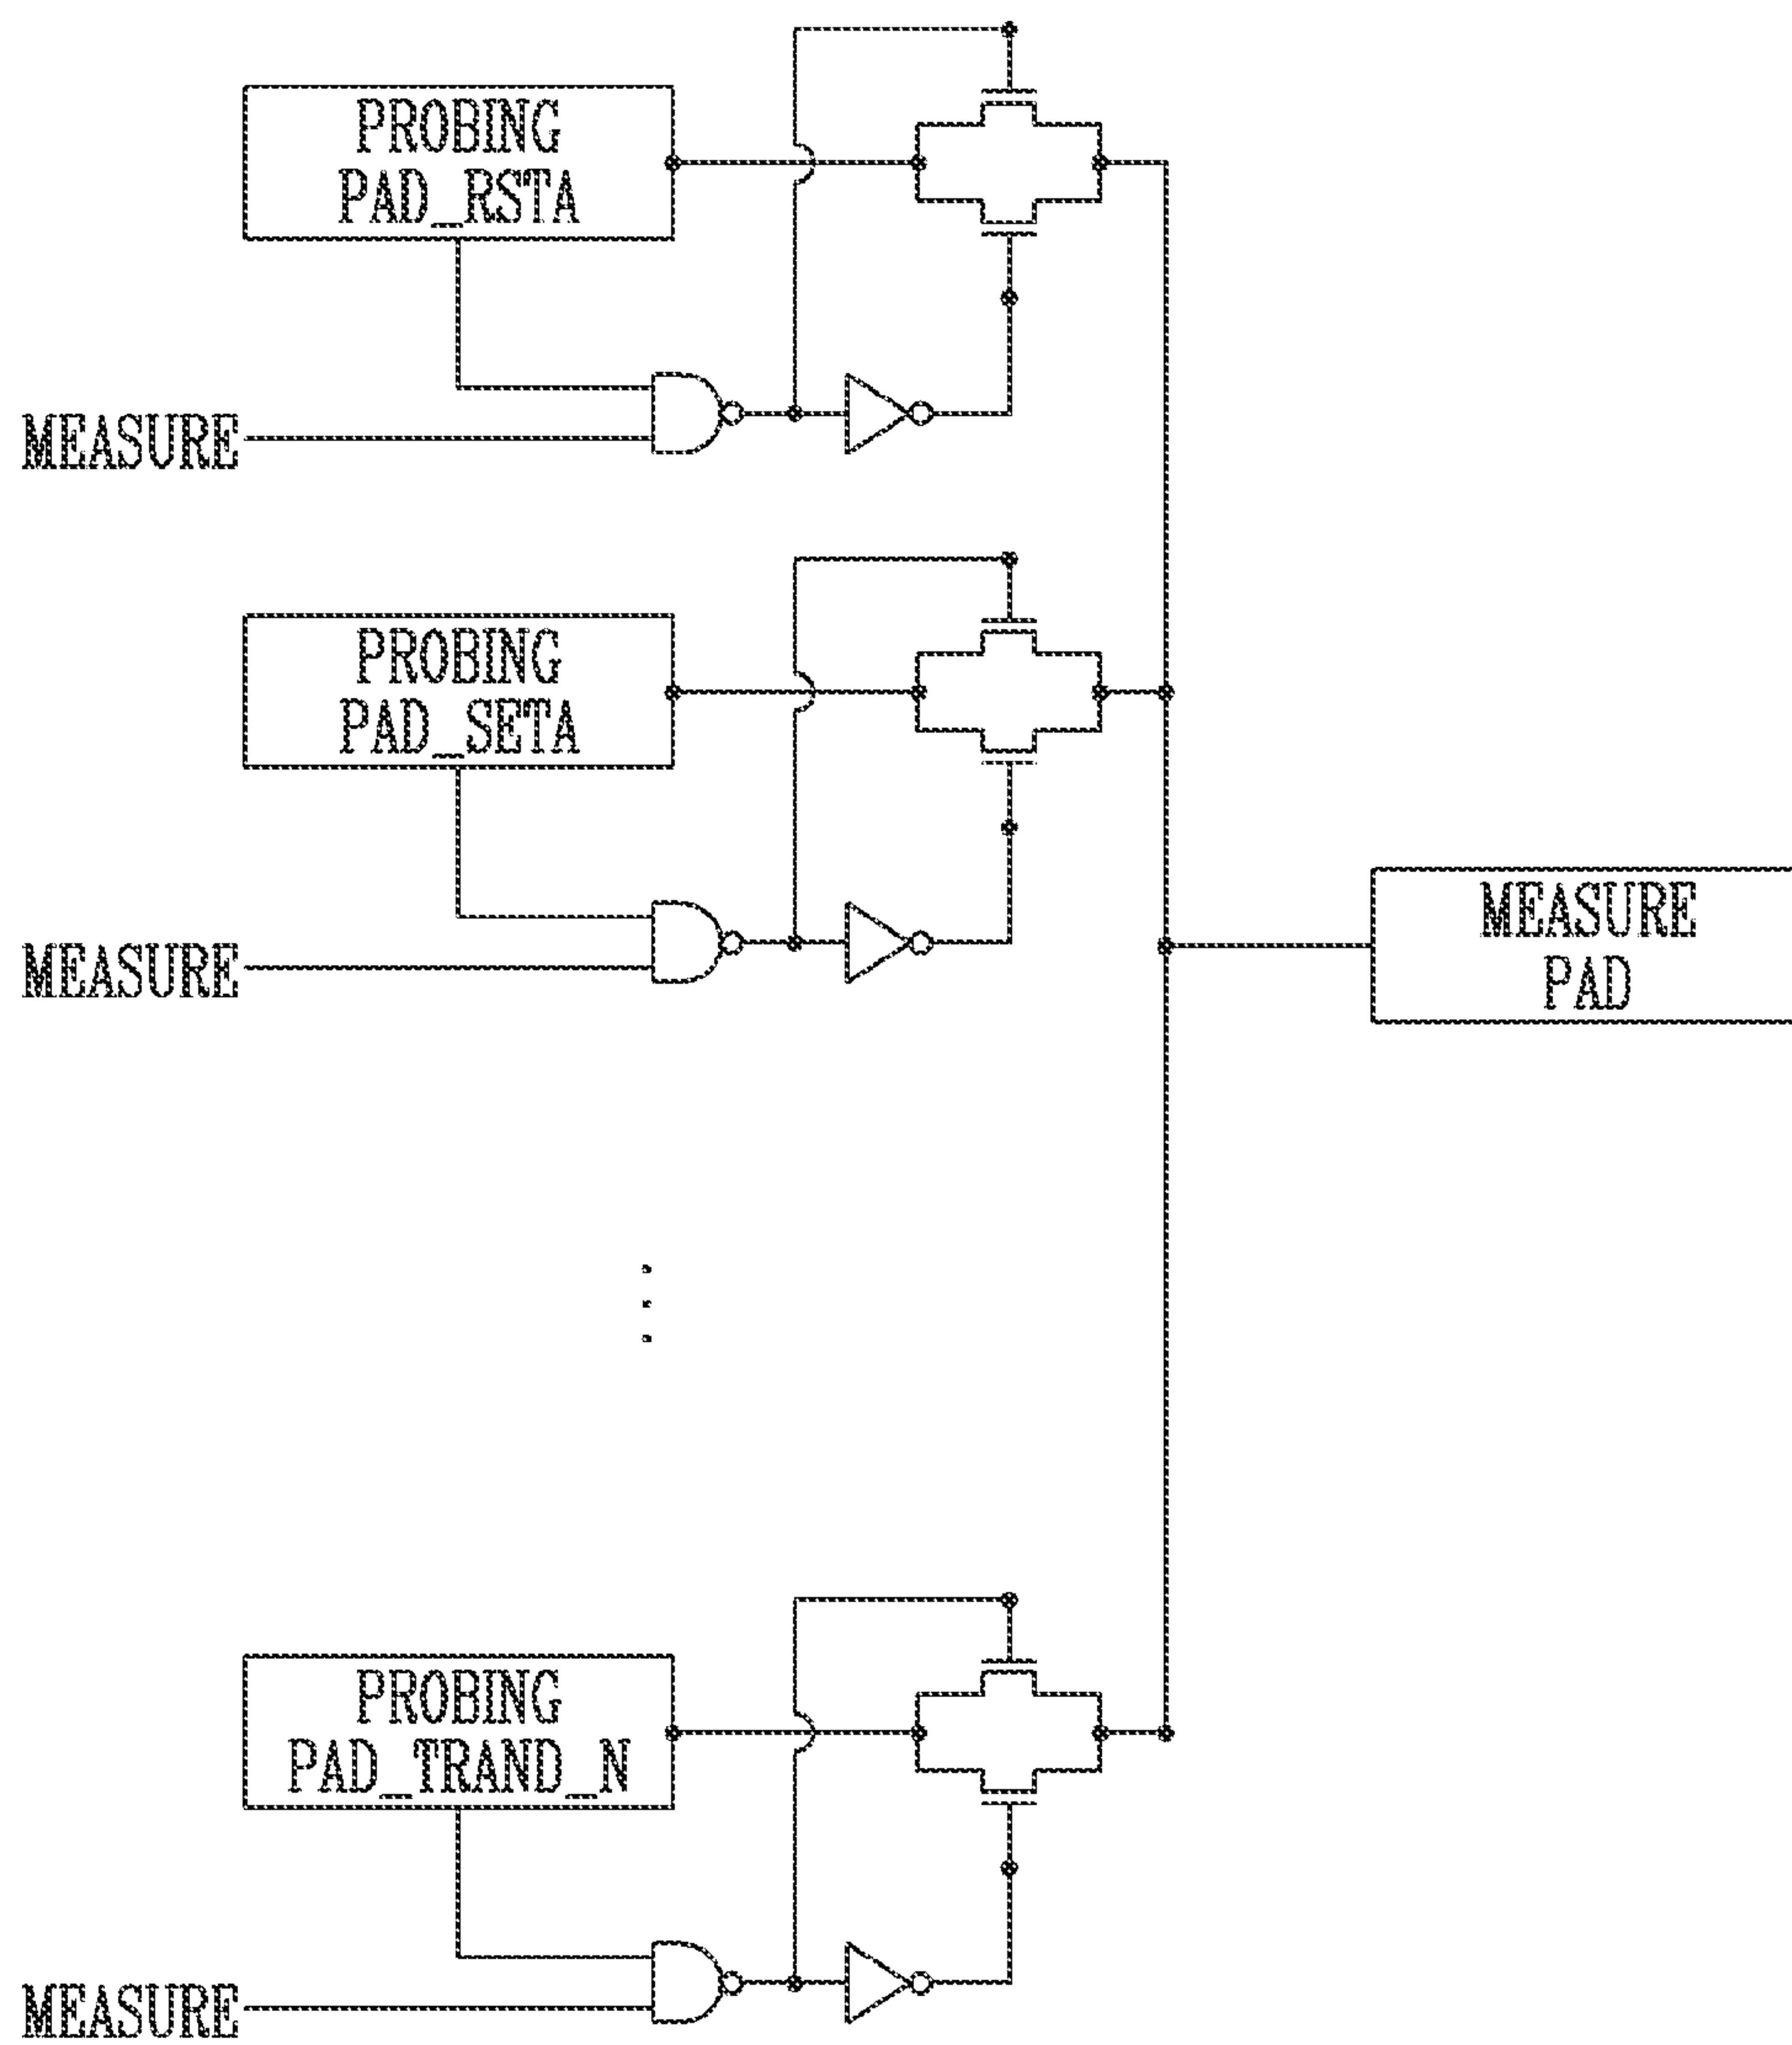 PROBING
PAD_RSTA
MEASURE
PROBING
PAD_SETA
MEASURE
MEASURE
PAD
PROBING
PAD_TRAND_N
MEASURE